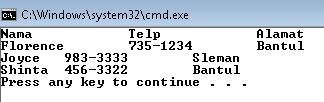 C:\Windows\system32\cmd.exe
Nama Telp Alamat
Florence 735-1234 Bantul
Joyce 983-3333 Sleman
Shinta 456-3322 Bantul
Press any key to continue . . .